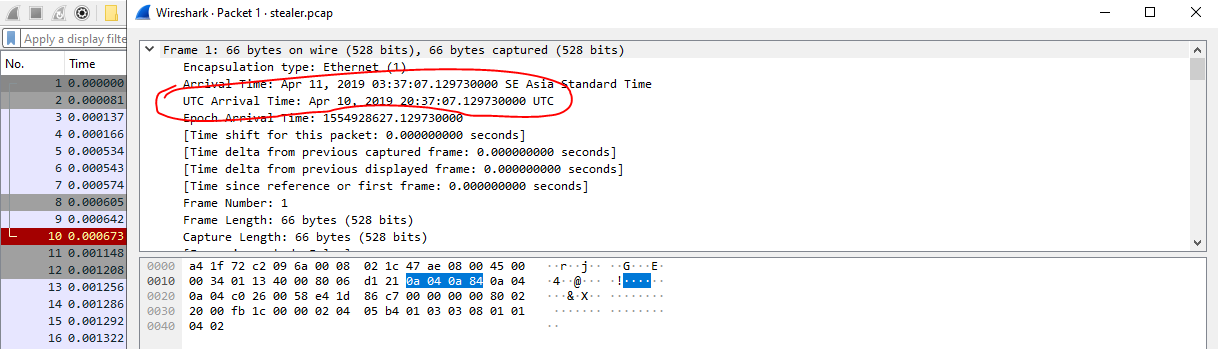 Wireshark · Packet 1 · stealer.pcap
Apply a display filte
No. Time
1 0.000000
2 0.000081
3 0.000137
4 0.000166
5 0.000534
6 0.000543
7 0.000574
8 0.000605
9 0.000642
10 0.000673
11 0.001148
12 0.001208
13 0.001256
14 0.001286
15 0.001292
16 0.001322
Frame 1: 66 bytes on wire (528 bits), 66 bytes captured (528 bits)
Encapsulation type: Ethernet (1)
Arrival Time: Apr 11, 2019 03:37:07.129730000 SE Asia Standard Time
UTC Arrival Time: Apr 10, 2019 20:37:07.129730000 UTC
Epoch Arrival Time: 1554928627.129730000
[Time shift for this packet: 0.000000000 seconds]
[Time delta from previous captured frame: 0.000000000 seconds]
[Time delta from previous displayed frame: 0.000000000 seconds]
[Time since reference or first frame: 0.000000000 seconds]
Frame Number: 1
Frame Length: 66 bytes (528 bits)
Capture Length: 66 bytes (528 bits)
0000 a4 1f 72 c2 09 6a 00 08 02 1c 47 ae 08 00 45 00 ··r··j·· ··G···E·
0010 00 34 01 13 40 00 80 06 d1 21 0a 04 0a 84 0a 04 ·4··@··· ·!······
0020 0a 04 c0 26 00 58 e4 1d 86 c7 00 00 00 00 80 02 ···&·X·· ········
0030 20 00 fb 1c 00 00 02 04 05 b4 01 03 03 08 01 01 ······· ········
0040 04 02 ··